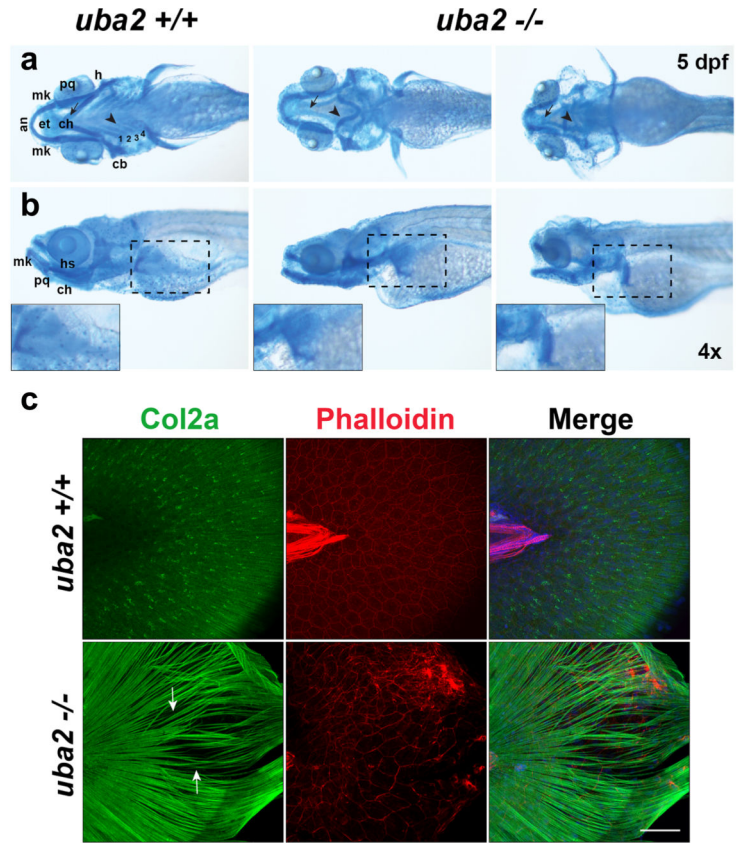 uba2 +/+ uba2 -/-
a h 5 dpf
pq
mk
an et ch
1 2 3 4
mk
cb
b
mk hs
pq
ch
4x
c
Col2a Phalloidin Merge
uba2 +/+
uba2 -/-